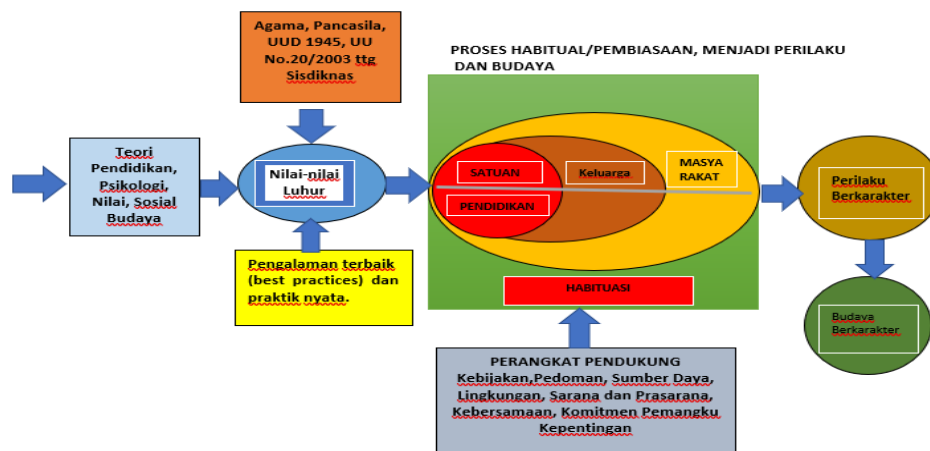 Agama, Pancasila,
UUD 1945, UU
No.20/2003 ttg
Sisdiknas
PROSES HABITUAL/PEMBIASAAN, MENJADI PERILAKU
DAN BUDAYA
Teori
Pendidikan,
Psikologi,
Nilai, Sosial
Budaya
Nilai-nilai
Luhur
Pengalaman terbaik
(best practices) dan
praktik nyata.
SATUAN
PENDIDIKAN
Keluarga
MASYA
RAKAT
HABITUASI
Perilaku
Berkarakter
Budaya
Berkarakter
PERANGKAT PENDUKUNG
Kebijakan,Pedoman, Sumber Daya,
Lingkungan, Sarana dan Prasarana,
Kebersamaan, Komitmen Pemangku
Kepentingan